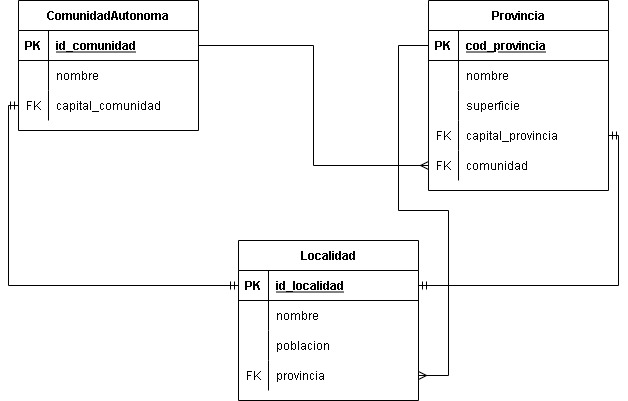 ComunidadAutonoma
PK id_comunidad
nombre
FK capital_comunidad
Provincia
PK cod_provincia
nombre
superficie
FK capital_provincia
FK comunidad
Localidad
PK id_localidad
nombre
poblacion
FK provincia